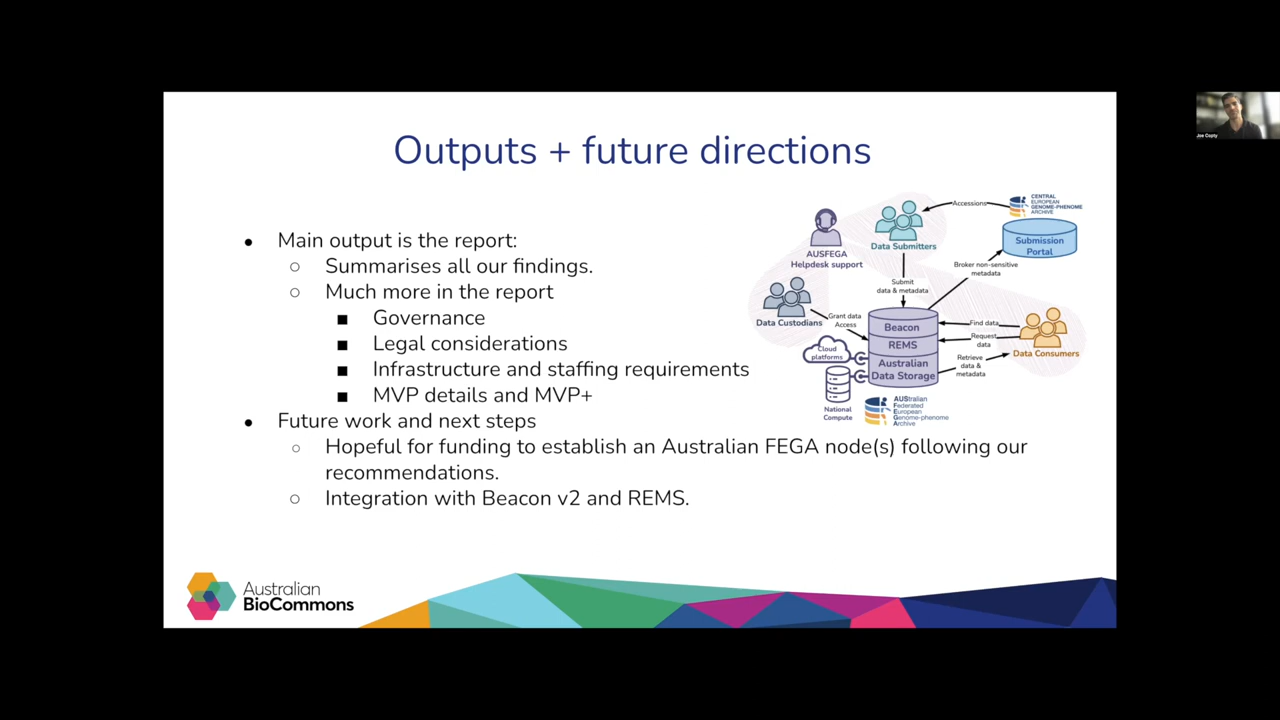 Outputs + future directions
● Main output is the report:
○ Summarises all our findings.
○ Much more in the report
■ Governance
■ Legal considerations
■ Infrastructure and staffing requirements
■ MVP details and MVP+
● Future work and next steps
○ Hopeful for funding to establish an Australian FEGA node(s) following our
recommendations.
○ Integration with Beacon v2 and REMS.
AUSFEGA
Helpdesk support
Data Submitters
Accessions
CENTRAL
EUROPEAN
GENOME-PHENOME
ARCHIVE
Submission
Portal
Submit
data & metadata
Broker non-sensitive
metadata
Data Custodians
Grant data
Access
Beacon
REMS
Australian
Data Storage
Find data
Request
data
Retrieve
data &
metadata
Data Consumers
Cloud
platforms
National
Compute
AUStralian
Federated
European
Genome-phenome
Archive
Australian
BioCommons
Joe Copty